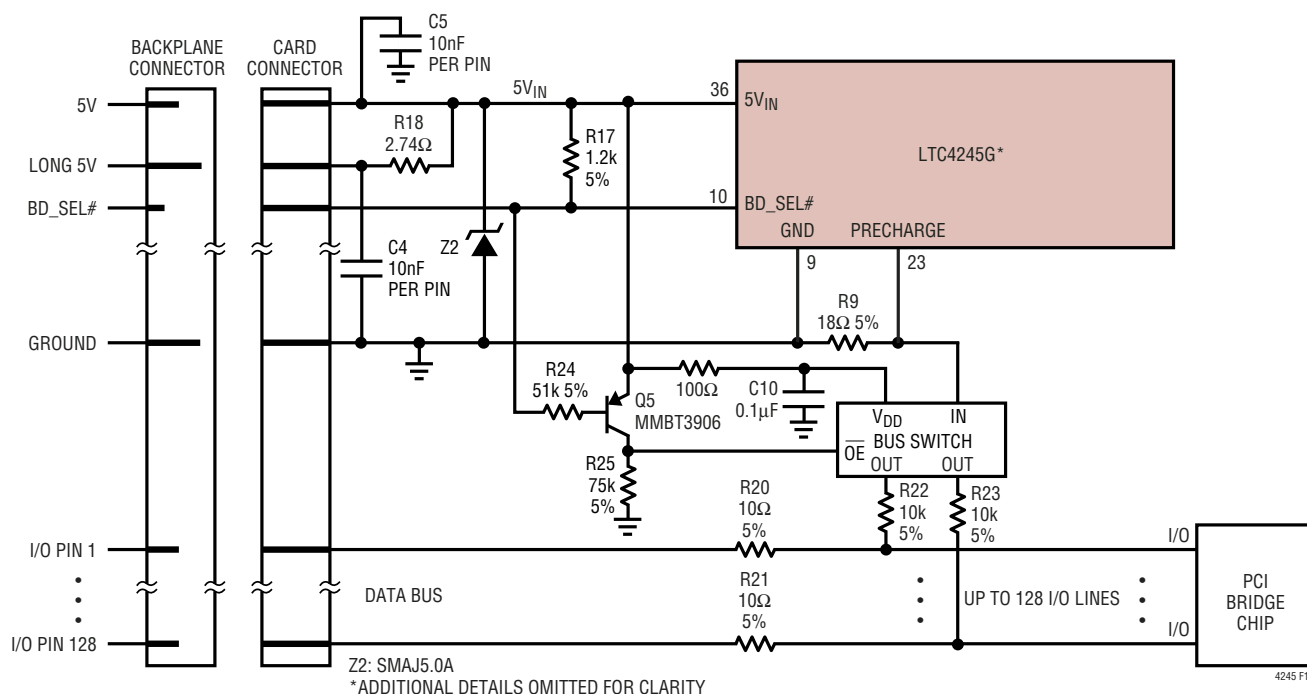 C5
10nF
PER PIN
BACKPLANE
CONNECTOR
CARD
CONNECTOR
5V
5VIN
36
5VIN
R18
2.74Ω
R17
1.2k
5%
LTC4245G*
LONG 5V
BD_SEL#
10
BD_SEL#
GND
PRECHARGE
9
23
C4
10nF
PER PIN
Z2
R9
18Ω 5%
GROUND
R24
51k 5%
Q5
MMBT3906
100Ω
C10
0.1µF
VDD
IN
BUS SWITCH
OE
OUT
OUT
R25
75k
5%
R22
10k
5%
R23
10k
5%
R20
10Ω
5%
I/O PIN 1
I/O
DATA BUS
R21
10Ω
5%
UP TO 128 I/O LINES
PCI
BRIDGE
CHIP
I/O PIN 128
I/O
Z2: SMAJ5.0A
*ADDITIONAL DETAILS OMITTED FOR CLARITY